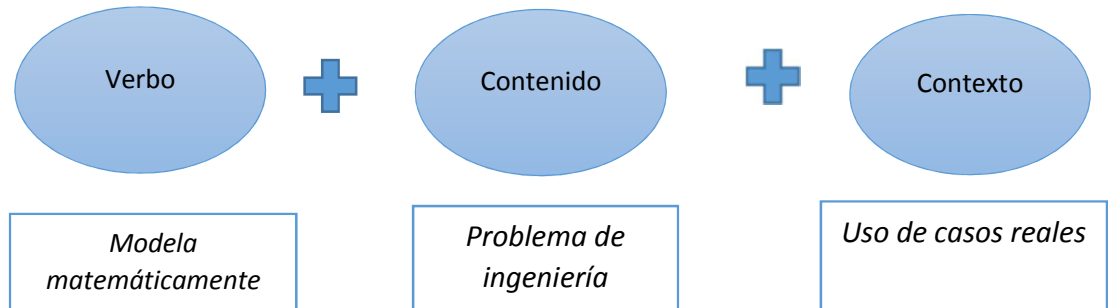 Verbo
Contenido
Contexto
Modela
matemáticamente
Problema de
ingeniería
Uso de casos reales